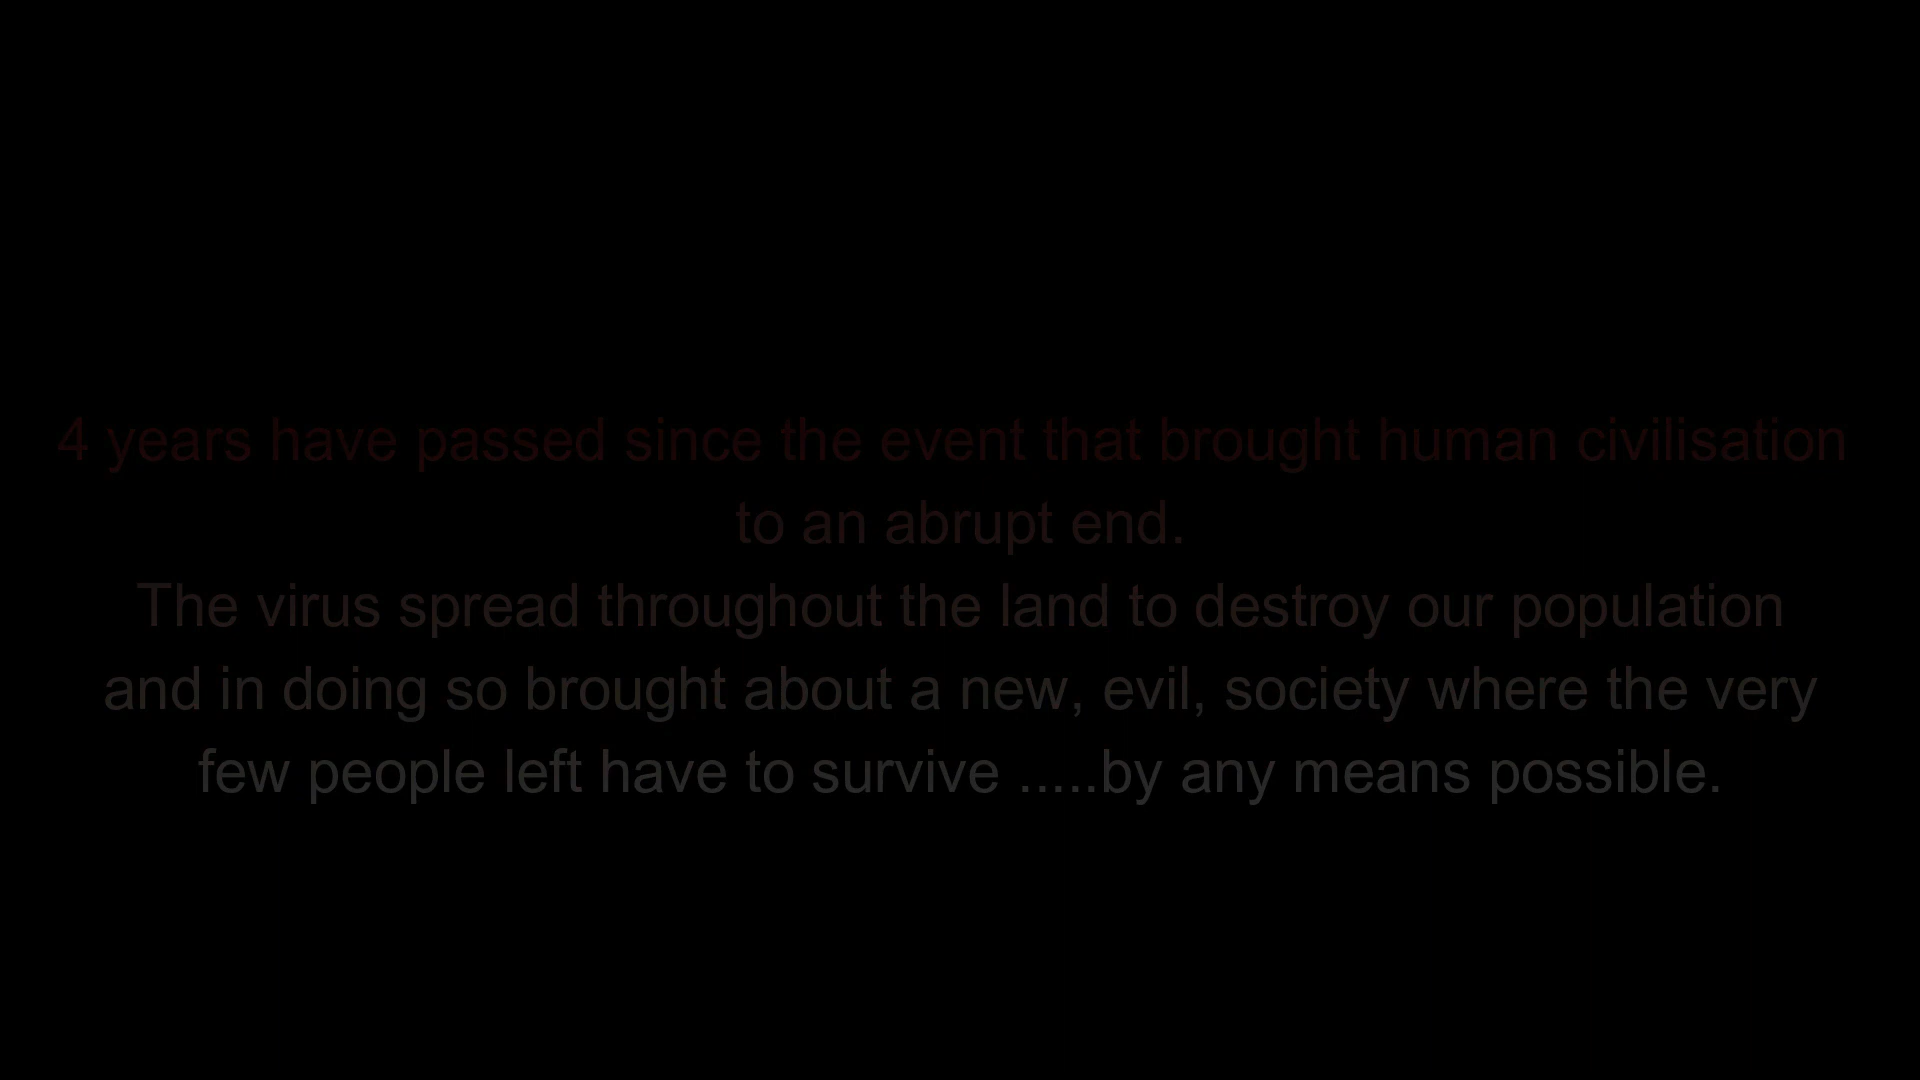 4 years have passed since the event that brought human civilisation
to an abrupt end.
The virus spread throughout the land to destroy our population
and in doing so brought about a new, evil, society where the very
few people left have to survive .....by any means possible.